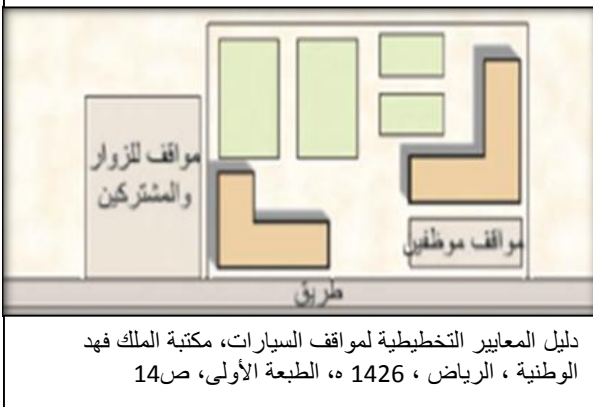 مواقف للزوار
والمشتركين
مواقف موظفين
طريق
دليل المعايير التخطيطية لمواقف السيارات، مكتبة الملك فهد
الوطنية ، الرياض ، 1426 ه، الطبعة الأولى، ص14